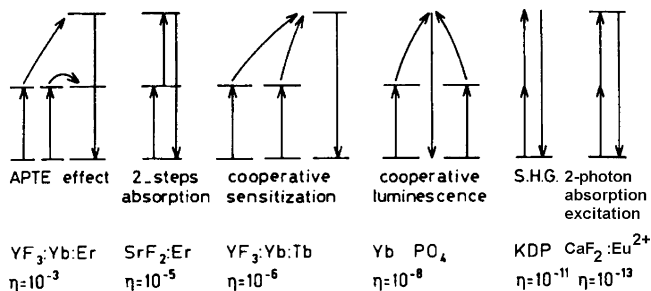 APTE effect
2_steps absorption
cooperative sensitization
cooperative luminescence
S.H.G.
2-photon absorption excitation
YF₃:Yb:Er
SrF₂:Er
YF₃:Yb:Tb
Yb PO₄
KDP
CaF₂:Eu²⁺
η=10⁻³
η=10⁻⁵
η=10⁻⁶
η=10⁻⁸
η=10⁻¹¹
η=10⁻¹³